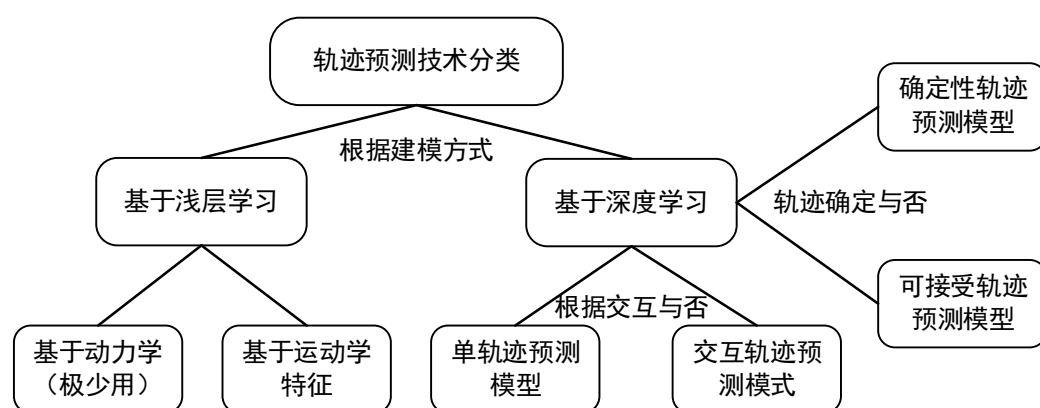 轨迹预测技术分类
确定性轨迹
预测模型
根据建模方式
基于浅层学习
基于深度学习
轨迹确定与否
可接受轨迹
预测模型
根据交互与否
基于动力学
（极少用）
基于运动学
特征
单轨迹预测
模型
交互轨迹预
测模式